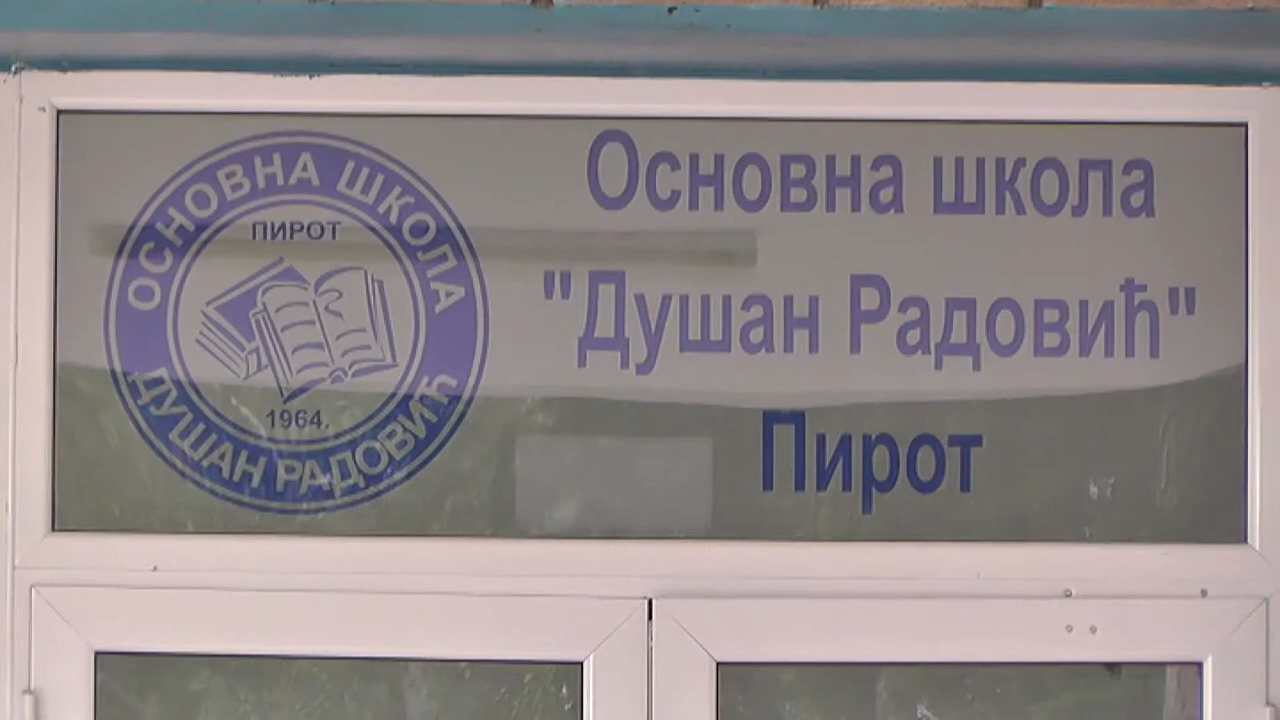 ОСНОВНА ШКОЛА
ПИРОТ
1964.
ДУШАН РАДОВИЋ
Основна школа
"Душан Радовић"
Пирот